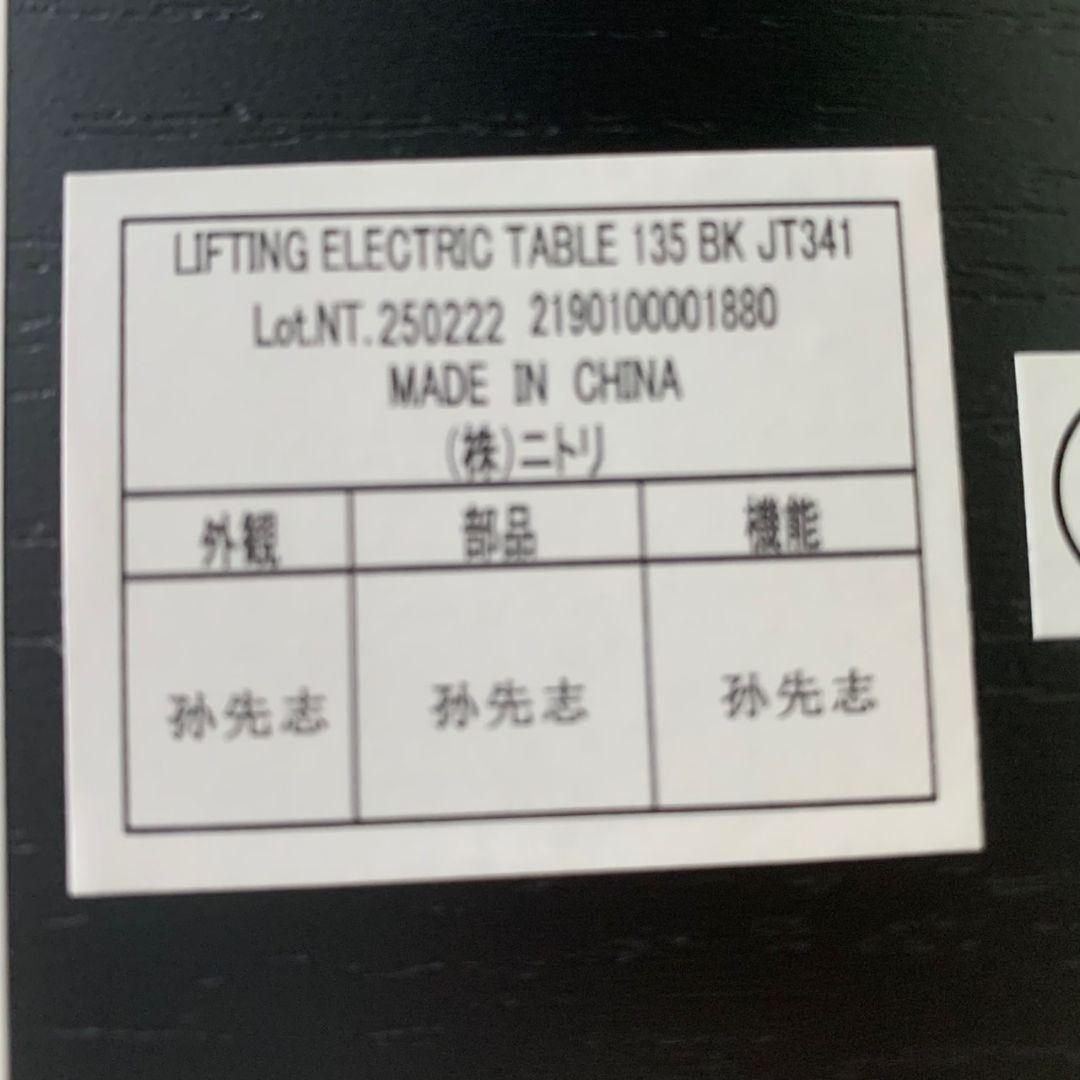 LIFTING ELECTRIC TABLE 135 BK JT341
Lot.NT.250222 2190100001880
MADE IN CHINA
(株)ニトリ
外観 部品 機能
孙先志 孙先志 孙先志